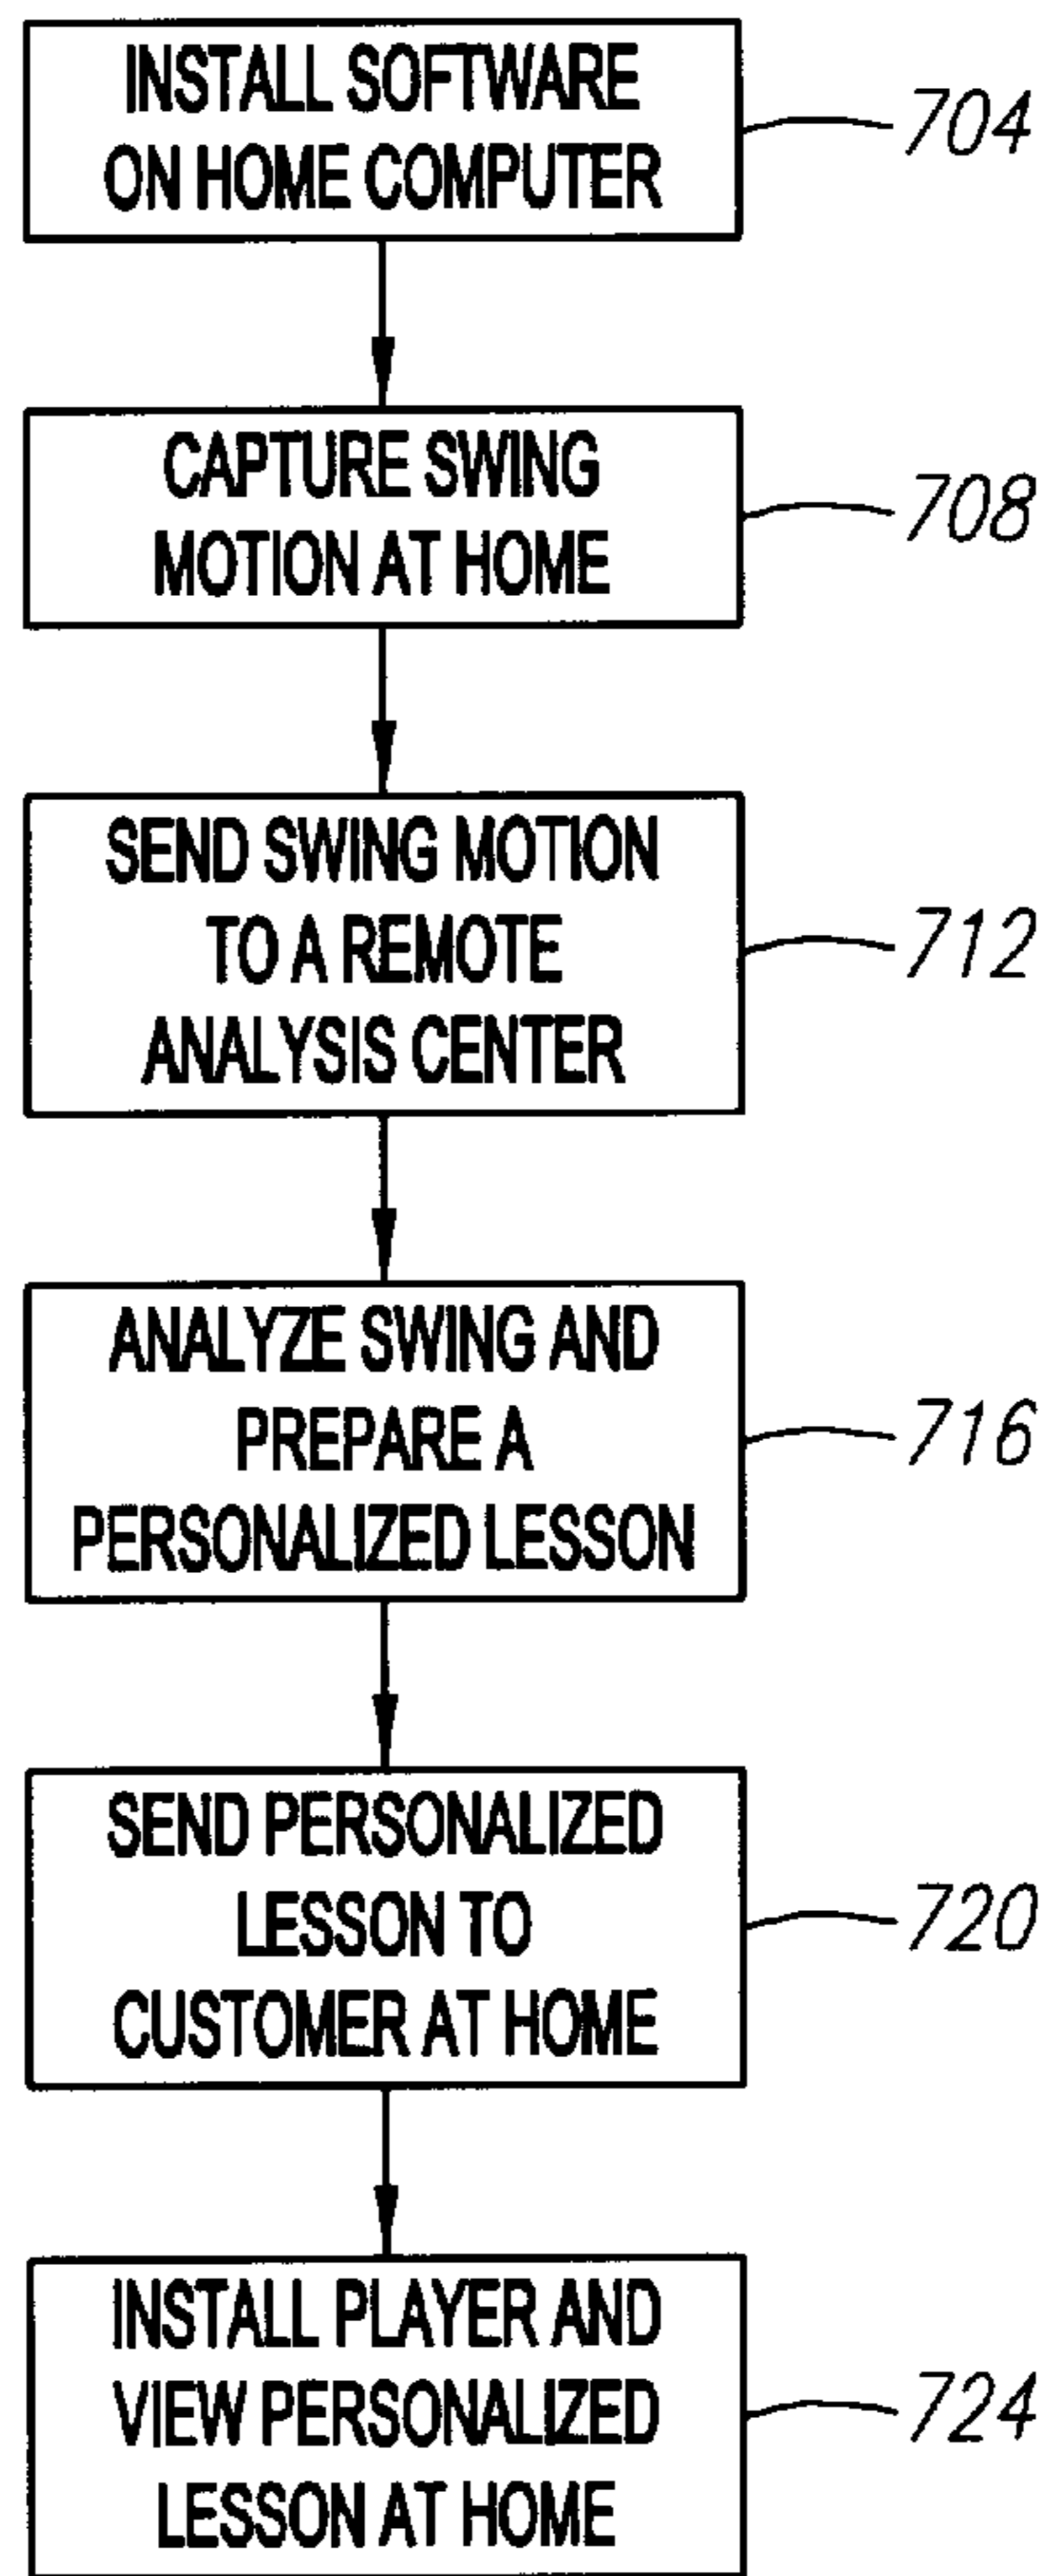 INSTALL SOFTWARE
ON HOME COMPUTER
704
CAPTURE SWING
MOTION AT HOME
708
SEND SWING MOTION
TO A REMOTE
ANALYSIS CENTER
712
ANALYZE SWING AND
PREPARE A
PERSONALIZED LESSON
716
SEND PERSONALIZED
LESSON TO
CUSTOMER AT HOME
720
INSTALL PLAYER AND
VIEW PERSONALIZED
LESSON AT HOME
724